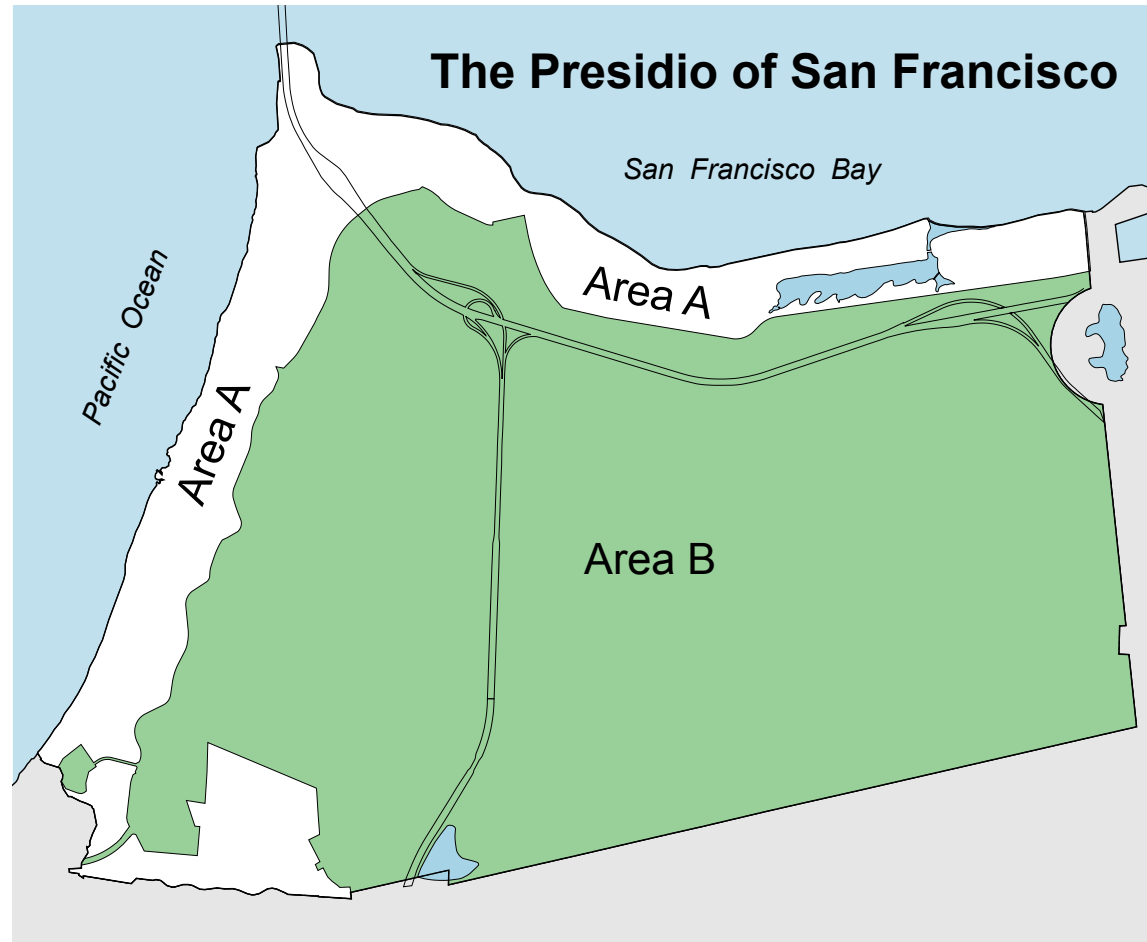 The Presidio of San Francisco
San Francisco Bay
Pacific Ocean
Area A
Area A
Area B